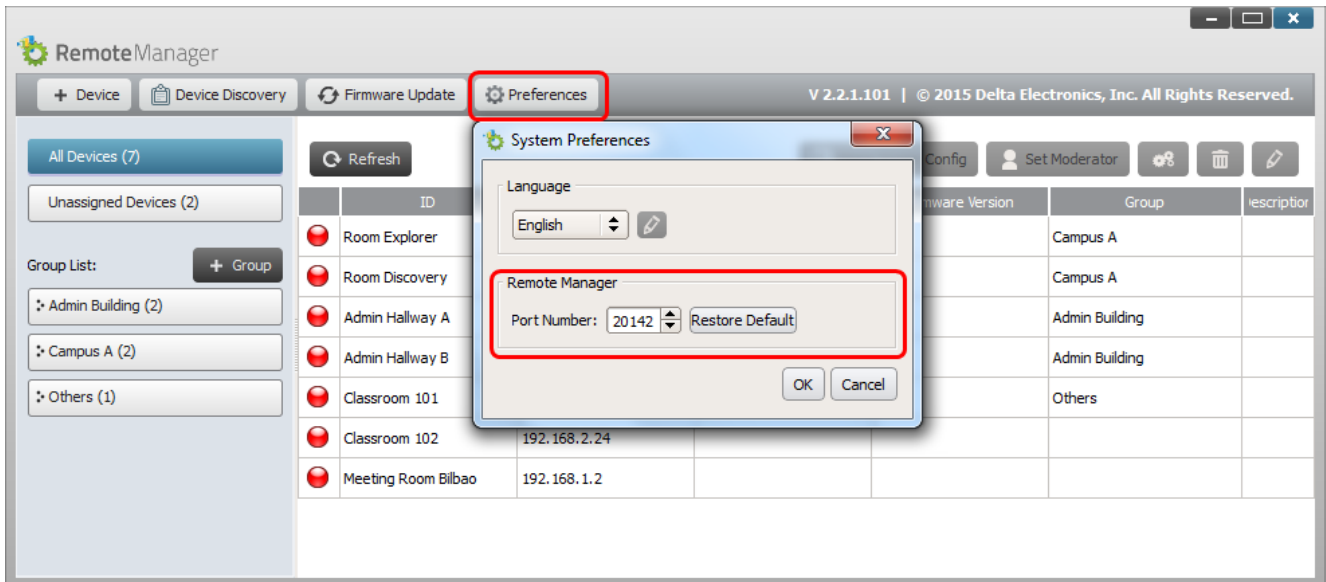 RemoteManager
+ Device Device Discovery Firmware Update Preferences V 2.2.1.101 | © 2015 Delta Electronics, Inc. All Rights Reserved.
System Preferences
All Devices (7)
Refresh
Config Set Moderator
Unassigned Devices (2)
Language
ID
Version Group
English
Room Explorer Campus A
Group List: + Group
Room Discovery Campus A
Remote Manager
Admin Building (2)
Port Number: 20142 Restore Default
Admin Hallway A Admin Building
Campus A (2)
Admin Hallway B Admin Building
OK Cancel
Others (1)
Classroom 101 Others
Classroom 102 192.168.2.24
Meeting Room Bilbao 192.168.1.2